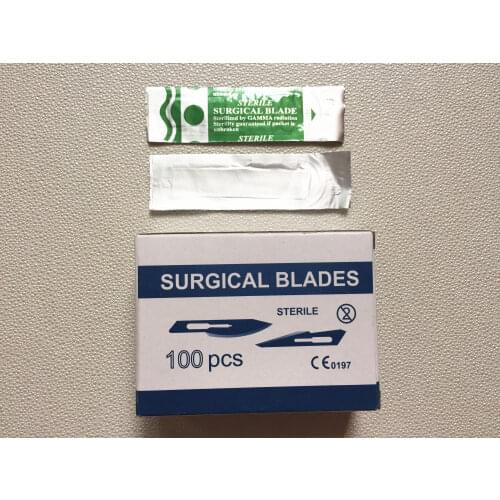 STERILE
SURGICAL BLADE
Sterilized by GAMMA radiation
Sterility guaranteed if packet is
unbroken
STERILE
SURGICAL BLADES
STERILE
2
100 pcs
CE 0197